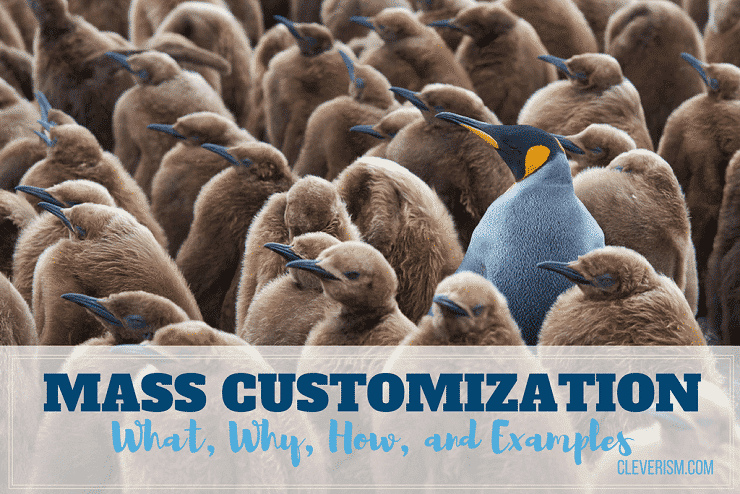 MASS CUSTOMIZATION
What, Why, How, and Examples
CLEVERISM.COM